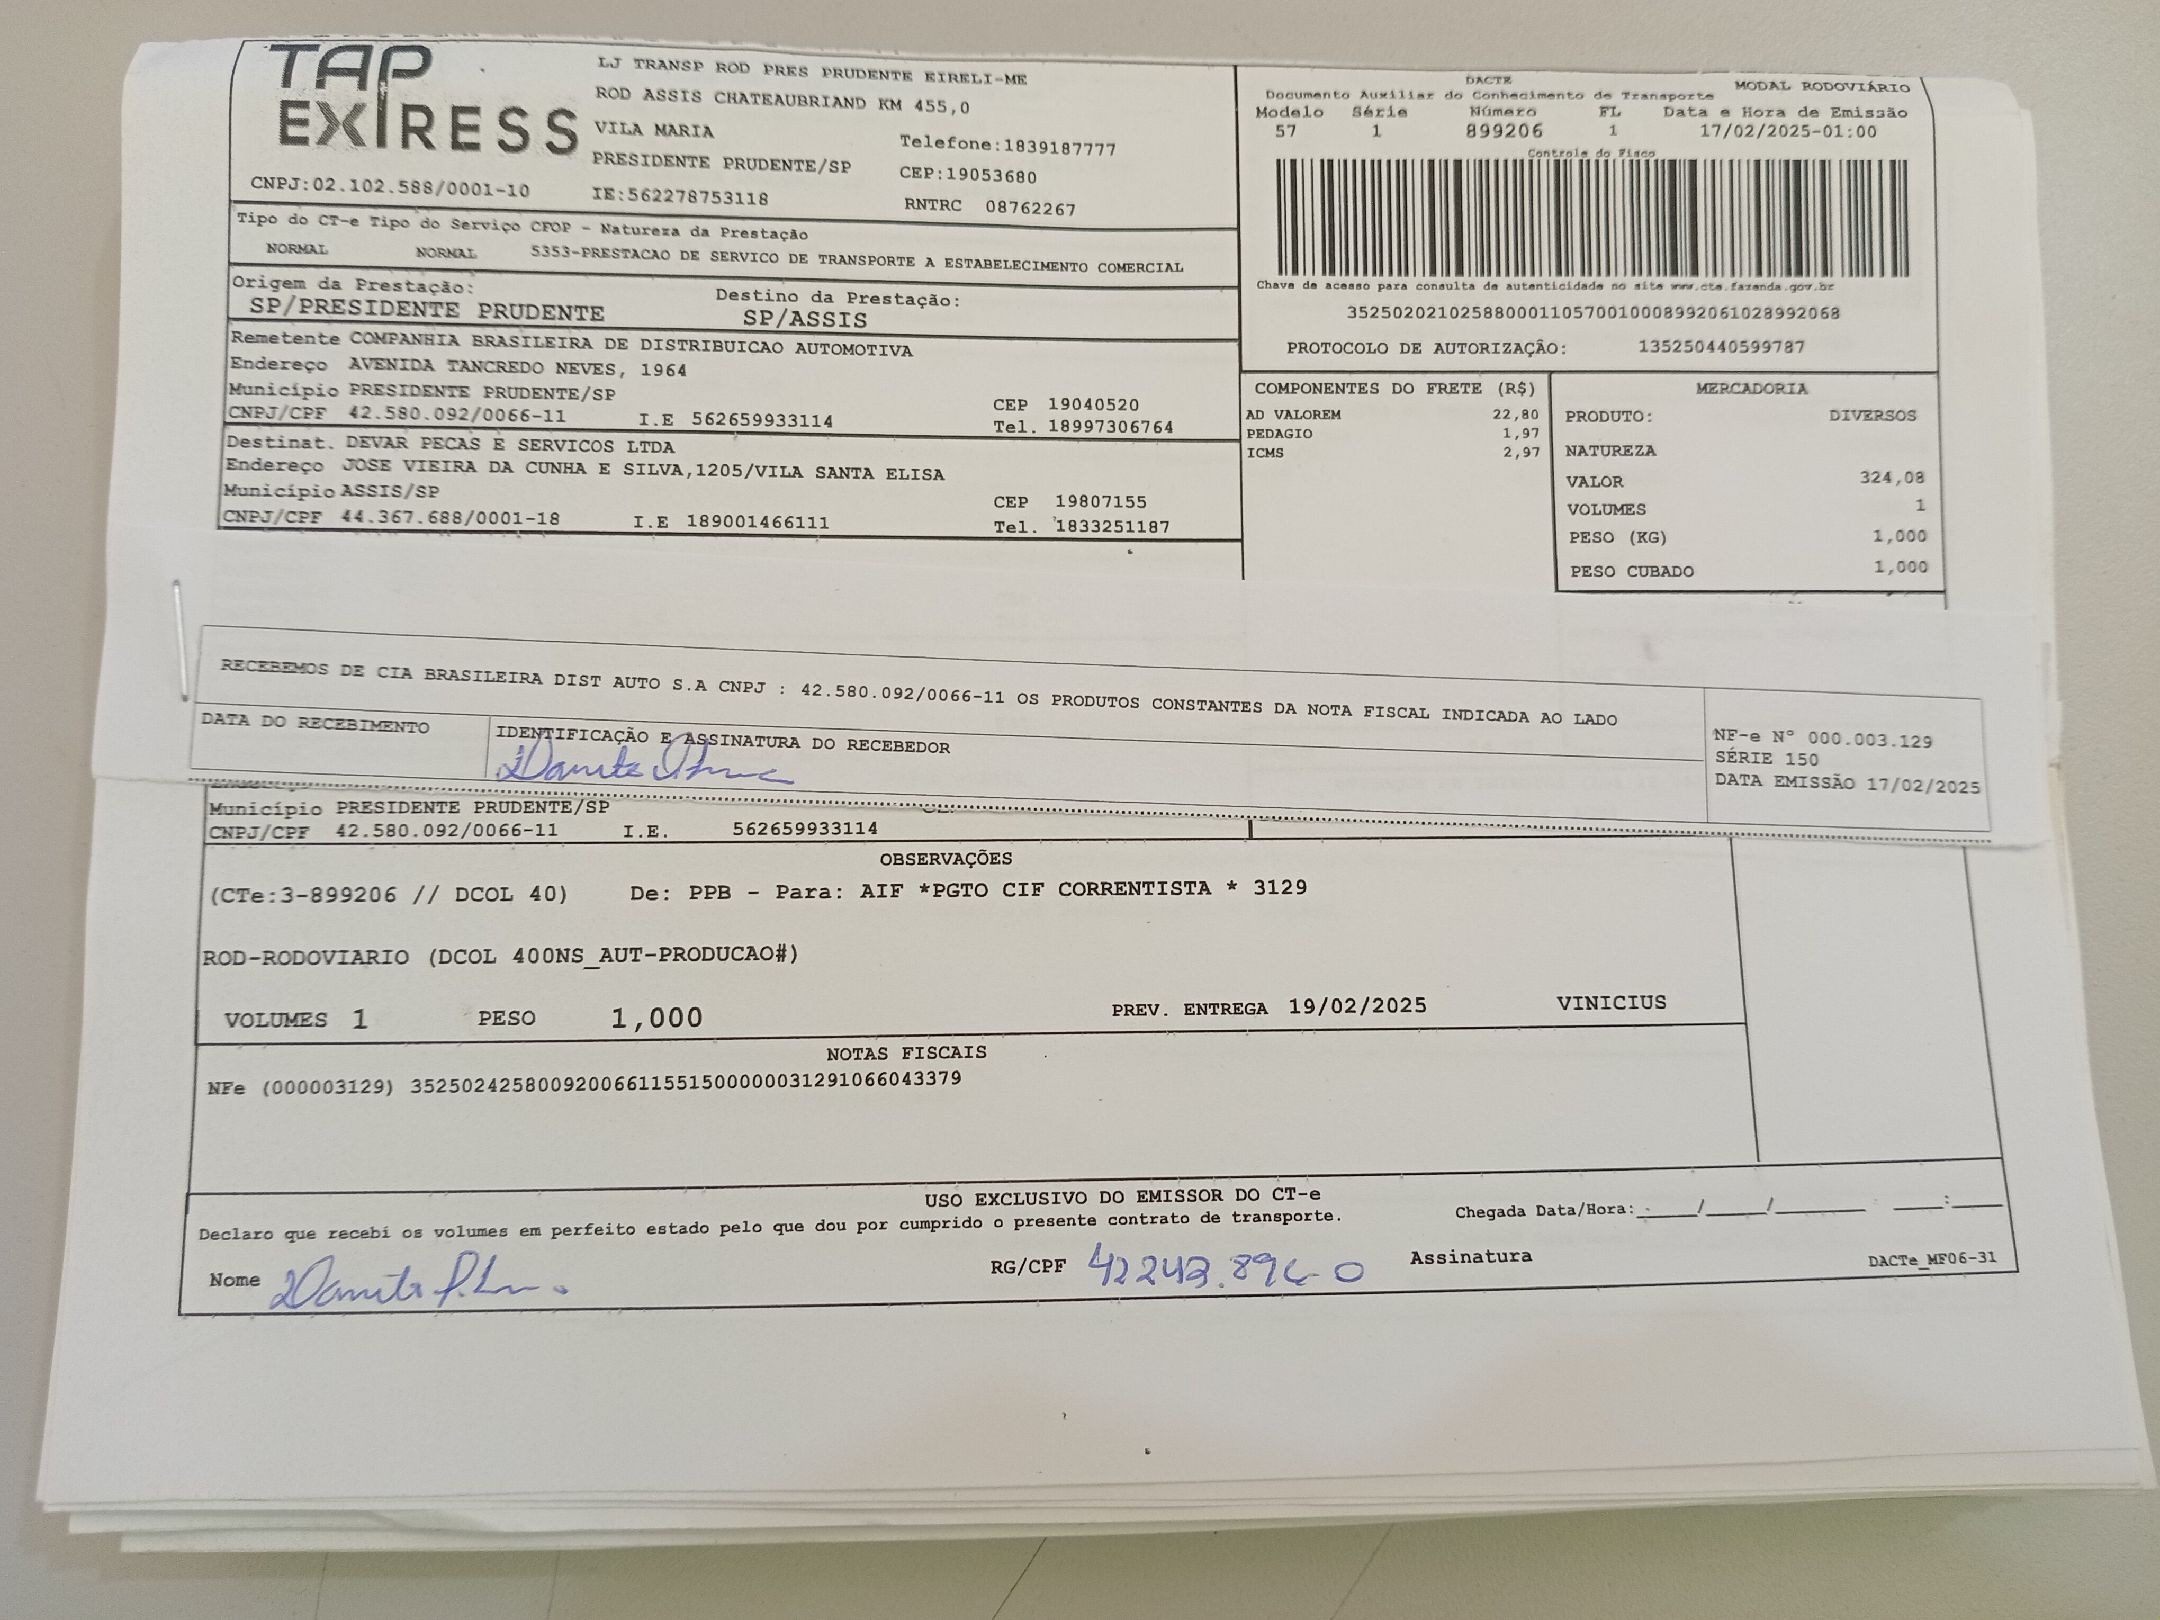 TAP
EXPRESS
LJ TRANSP ROD PRES PRUDENTE EIRELI-ME
ROD ASSIS CHATEAUBRIAND KM 455,0
VILA MARIA
Telefone:1839187777
PRESIDENTE PRUDENTE/SP
CEP:19053680
CNPJ:02.102.588/0001-10
IE:562278753118
RNTRC 08762267
DACTE
MODAL RODOVIÁRIO
Documento Auxiliar do Conhecimento de Transporte
Modelo Série Número FL Data e Hora de Emissão
57 1 899206 1 17/02/2025-01:00
Controle do Fisco
Chave de acesso para consulta de autenticidade no site www.cte.fazenda.gov.br
35250202102588000110570010008992061028992068
PROTOCOLO DE AUTORIZAÇÃO: 135250440599787
Tipo do CT-e Tipo do Serviço CFOP - Natureza da Prestação
NORMAL NORMAL 5353-PRESTACAO DE SERVICO DE TRANSPORTE A ESTABELECIMENTO COMERCIAL
Origem da Prestação: Destino da Prestação:
SP/PRESIDENTE PRUDENTE SP/ASSIS
Remetente COMPANHIA BRASILEIRA DE DISTRIBUICAO AUTOMOTIVA
Endereço AVENIDA TANCREDO NEVES, 1964
Município PRESIDENTE PRUDENTE/SP CEP 19040520
CNPJ/CPF 42.580.092/0066-11 I.E 562659933114 Tel. 18997306764
Destinat. DEVAR PECAS E SERVICOS LTDA
Endereço JOSE VIEIRA DA CUNHA E SILVA,1205/VILA SANTA ELISA
Município ASSIS/SP CEP 19807155
CNPJ/CPF 44.367.688/0001-18 I.E 189001466111 Tel. 1833251187
COMPONENTES DO FRETE (R$)
AD VALOREM 22,80
PEDAGIO 1,97
ICMS 2,97
MERCADORIA
PRODUTO: DIVERSOS
NATUREZA
VALOR 324,08
VOLUMES 1
PESO (KG) 1,000
PESO CUBADO 1,000
RECEBEMOS DE CIA BRASILEIRA DIST AUTO S.A CNPJ : 42.580.092/0066-11 OS PRODUTOS CONSTANTES DA NOTA FISCAL INDICADA AO LADO
DATA DO RECEBIMENTO
IDENTIFICAÇÃO E ASSINATURA DO RECEBEDOR
NF-e Nº 000.003.129
SÉRIE 150
DATA EMISSÃO 17/02/2025
Município PRESIDENTE PRUDENTE/SP
CNPJ/CPF 42.580.092/0066-11 I.E. 562659933114
OBSERVAÇÕES
(CTe:3-899206 // DCOL 40) De: PPB - Para: AIF *PGTO CIF CORRENTISTA * 3129
ROD-RODOVIARIO (DCOL 400NS_AUT-PRODUCAO#)
VOLUMES 1 PESO 1,000 PREV. ENTREGA 19/02/2025 VINICIUS
NOTAS FISCAIS
NFe (000003129) 35250242580092006611551500000031291066043379
USO EXCLUSIVO DO EMISSOR DO CT-e
Declaro que recebi os volumes em perfeito estado pelo que dou por cumprido o presente contrato de transporte.
Chegada Data/Hora:____/____/______ ____:____
Nome
RG/CPF
Assinatura
DACTe_MF06-31